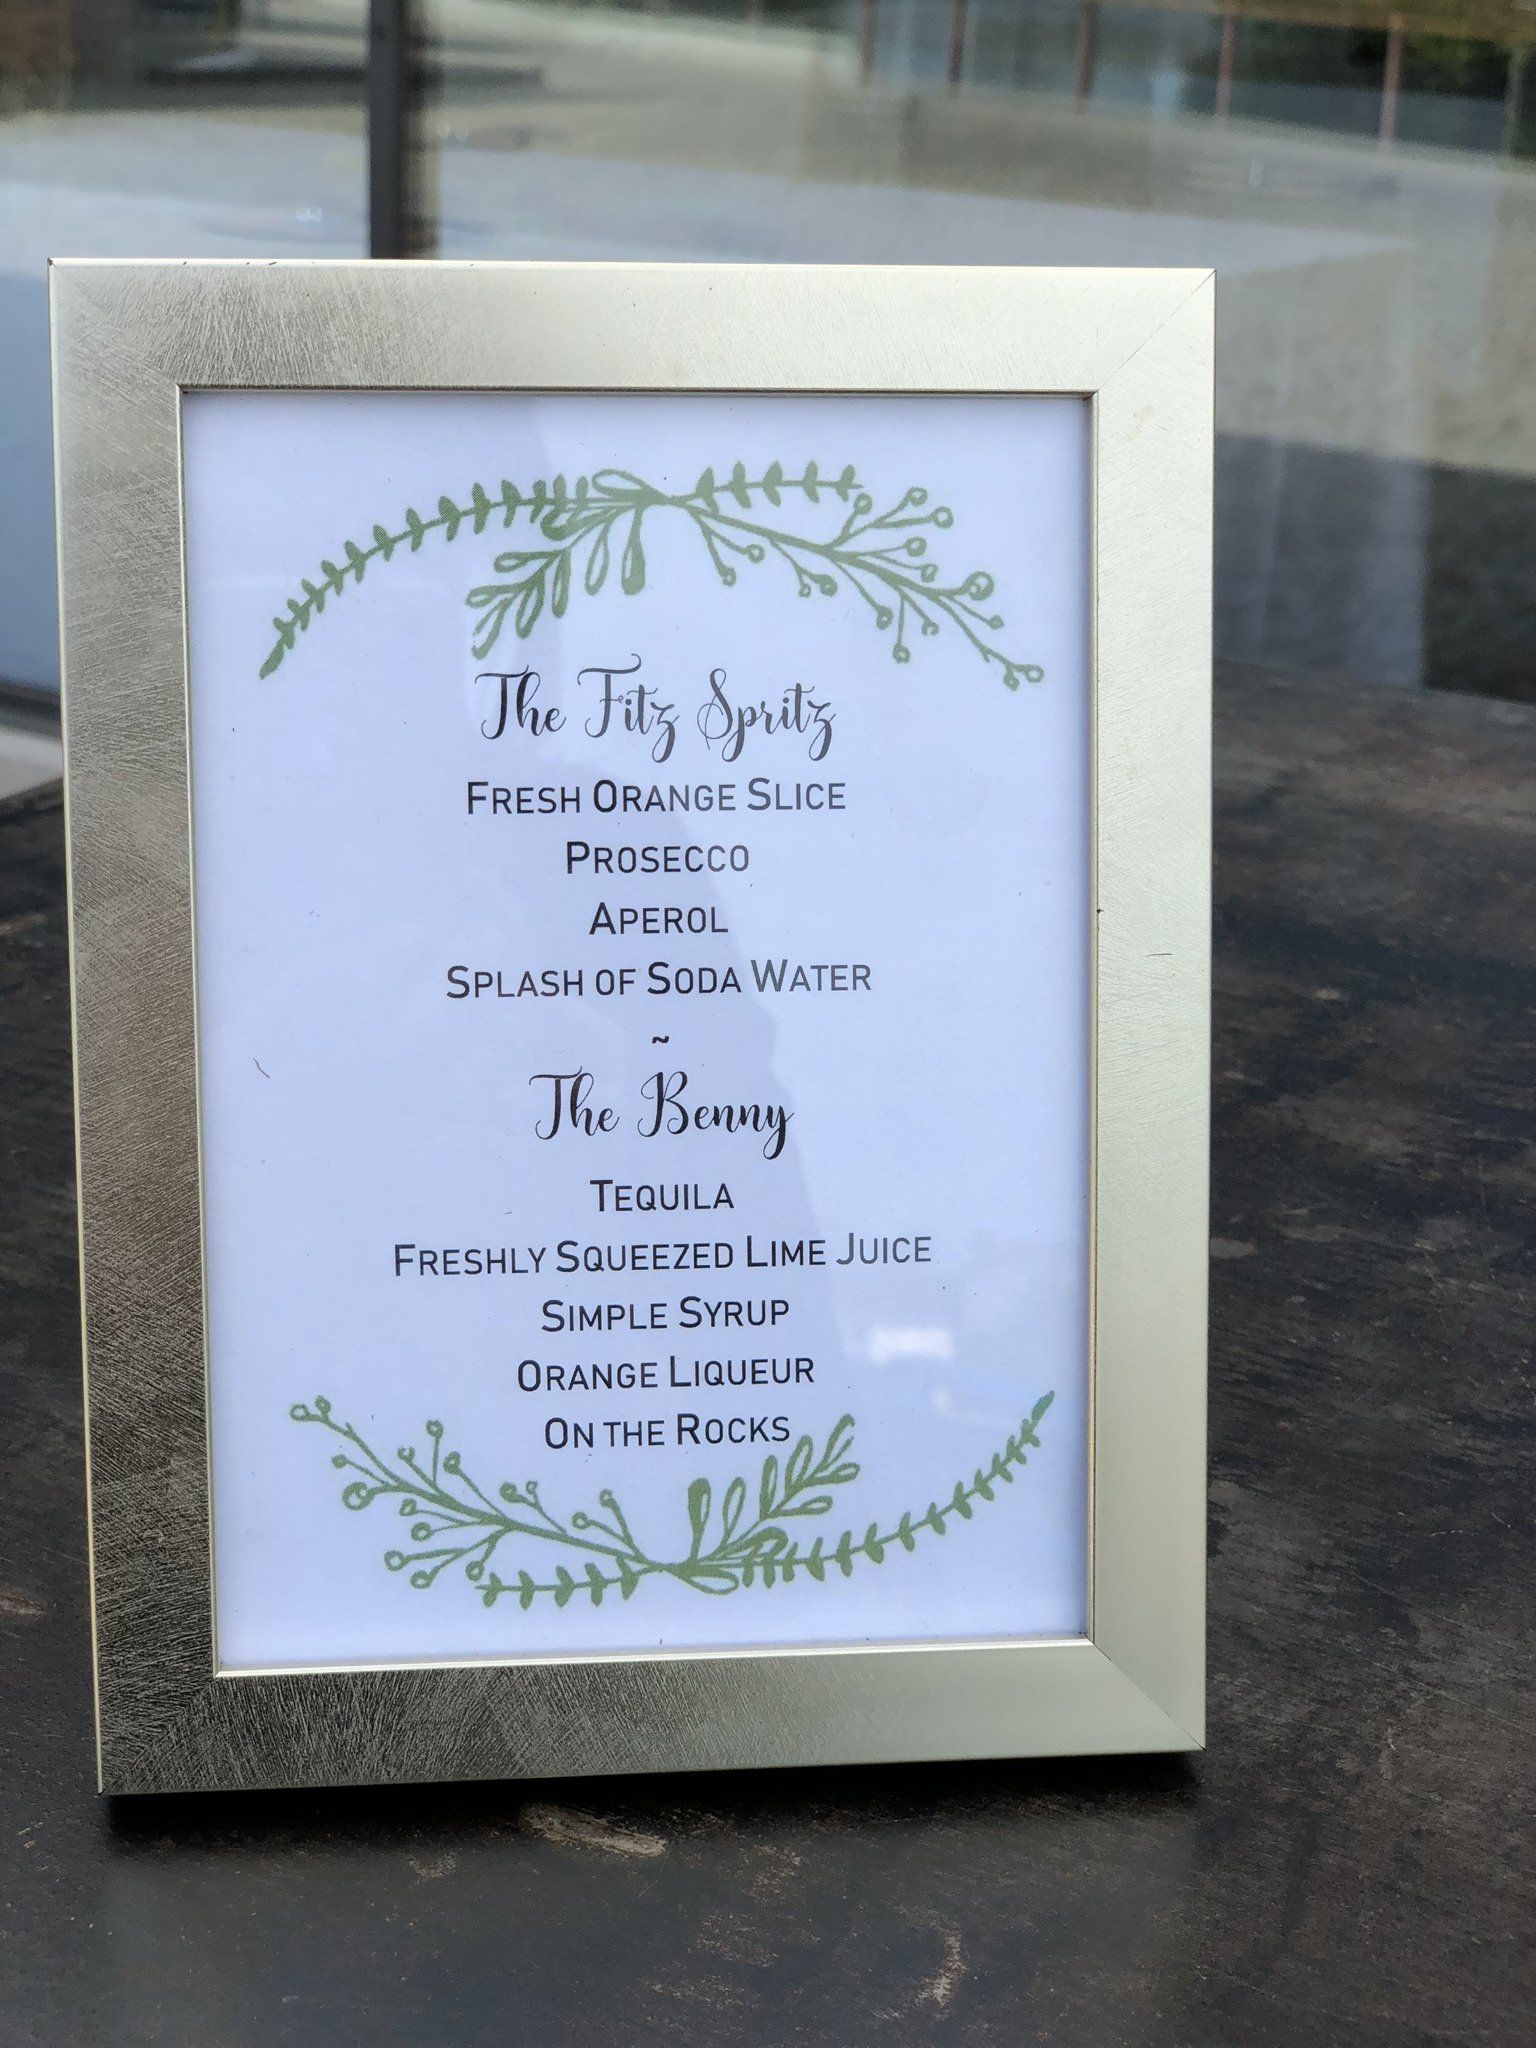 The Fitz Spritz
Fresh Orange Slice
Prosecco
Aperol
Splash of Soda Water
~
The Benny
Tequila
Freshly Squeezed Lime Juice
Simple Syrup
Orange Liqueur
On the Rocks